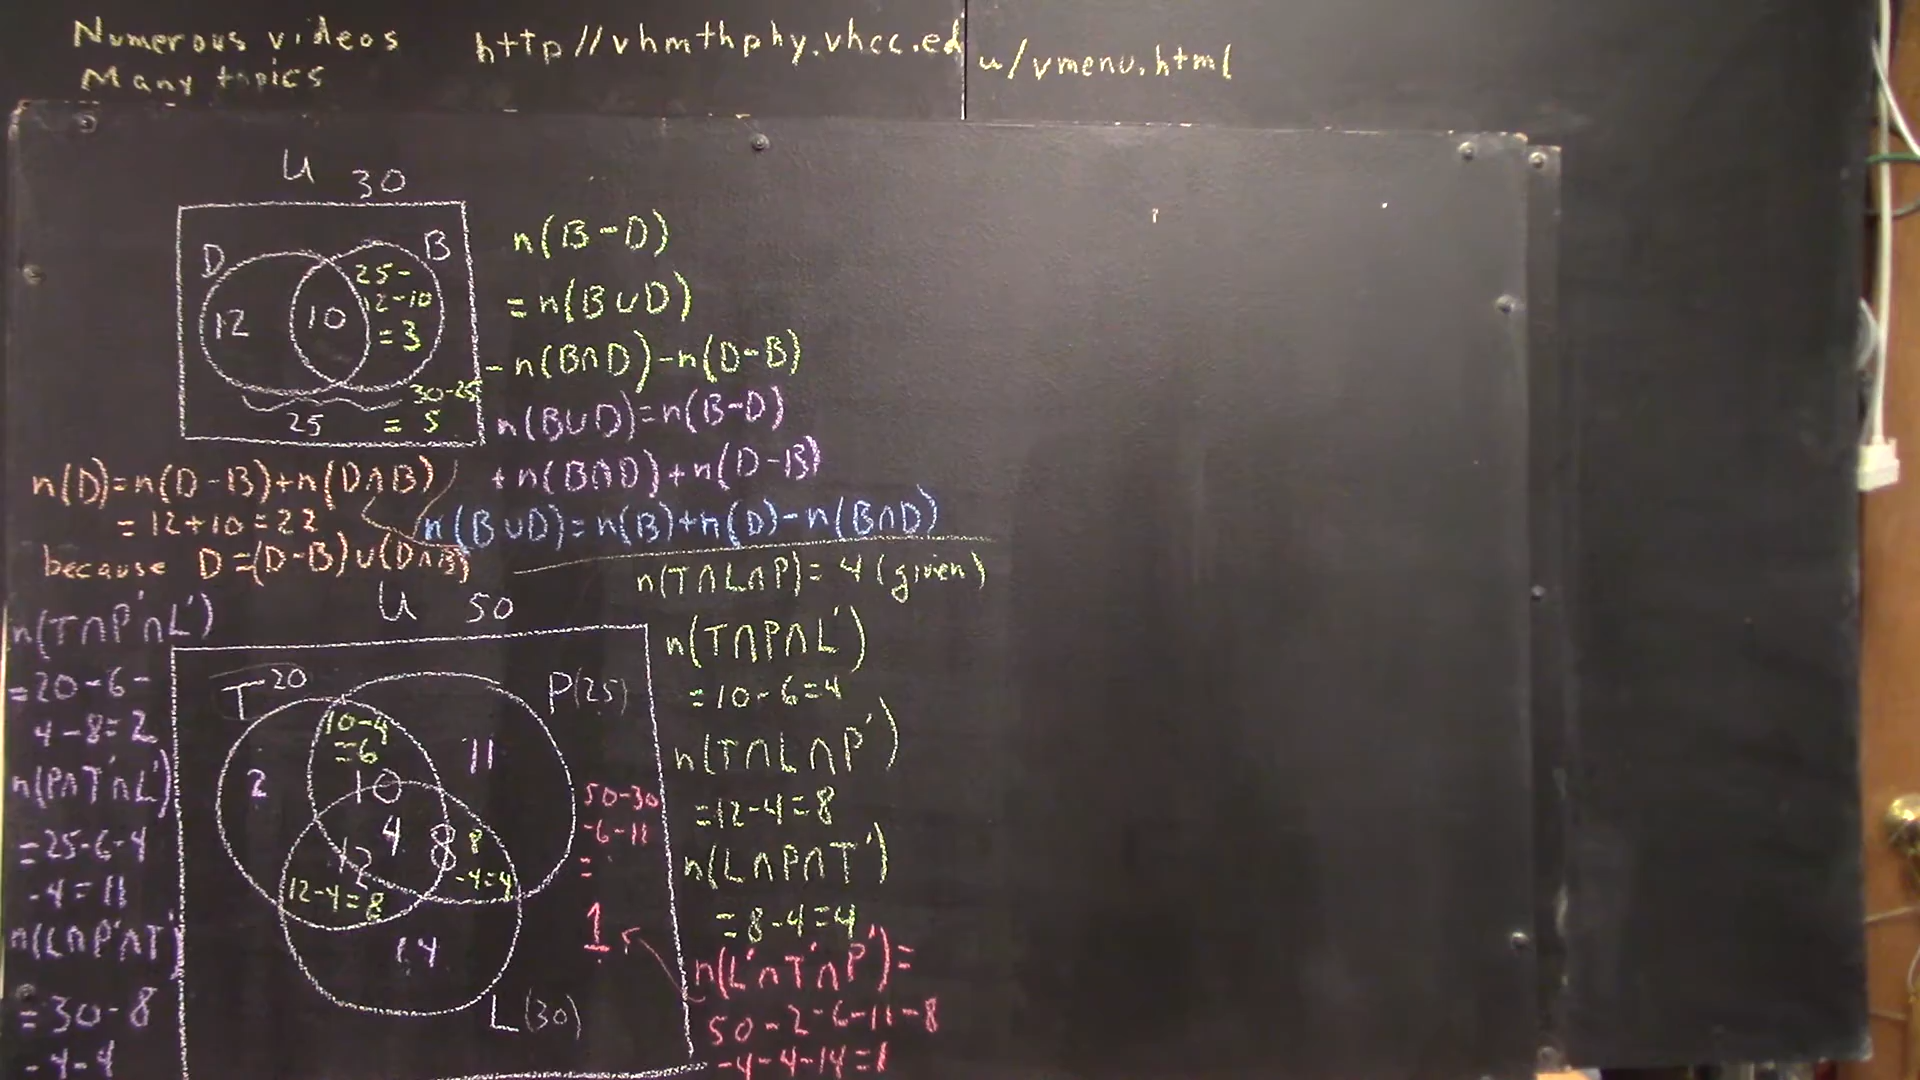 Numerous videos
Many topics
http//vhmthphy.vhcc.edu/vmenu.html
U 30
D
B
12
10
25-
12-10
=3
30-25
= 5
25
n(B-D)
= n(B∪D)
- n(B∩D) - n(D-B)
n(B∪D) = n(B-D)
+ n(B∩D) + n(D-B)
n(B∪D) = n(B) + n(D) - n(B∩D)
n(D) = n(D-B) + n(D∩B)
= 12 + 10 = 22
because D = (D-B) ∪ (D∩B)
n(T∩P'∩L')
= 20 - 6 -
4 - 8 = 2
n(P∩T'∩L')
= 25 - 6 - 4
- 4 = 11
n(L∩P'∩T')
= 30 - 8
- 4 - 4
U 50
T 20
P(25)
10-4
= 6
10
2
11
4
12
8
8
-4=4
12-4=8
14
L(30)
50-30
-6-11
=
1
n(T∩L∩P) = 4 (given)
n(T∩P∩L')
= 10 - 6 = 4
n(T∩L∩P')
= 12 - 4 = 8
n(L∩P∩T')
= 8 - 4 = 4
n(L'∩T'∩P') =
50 - 2 - 6 - 11 - 8
- 4 - 4 - 14 = 1